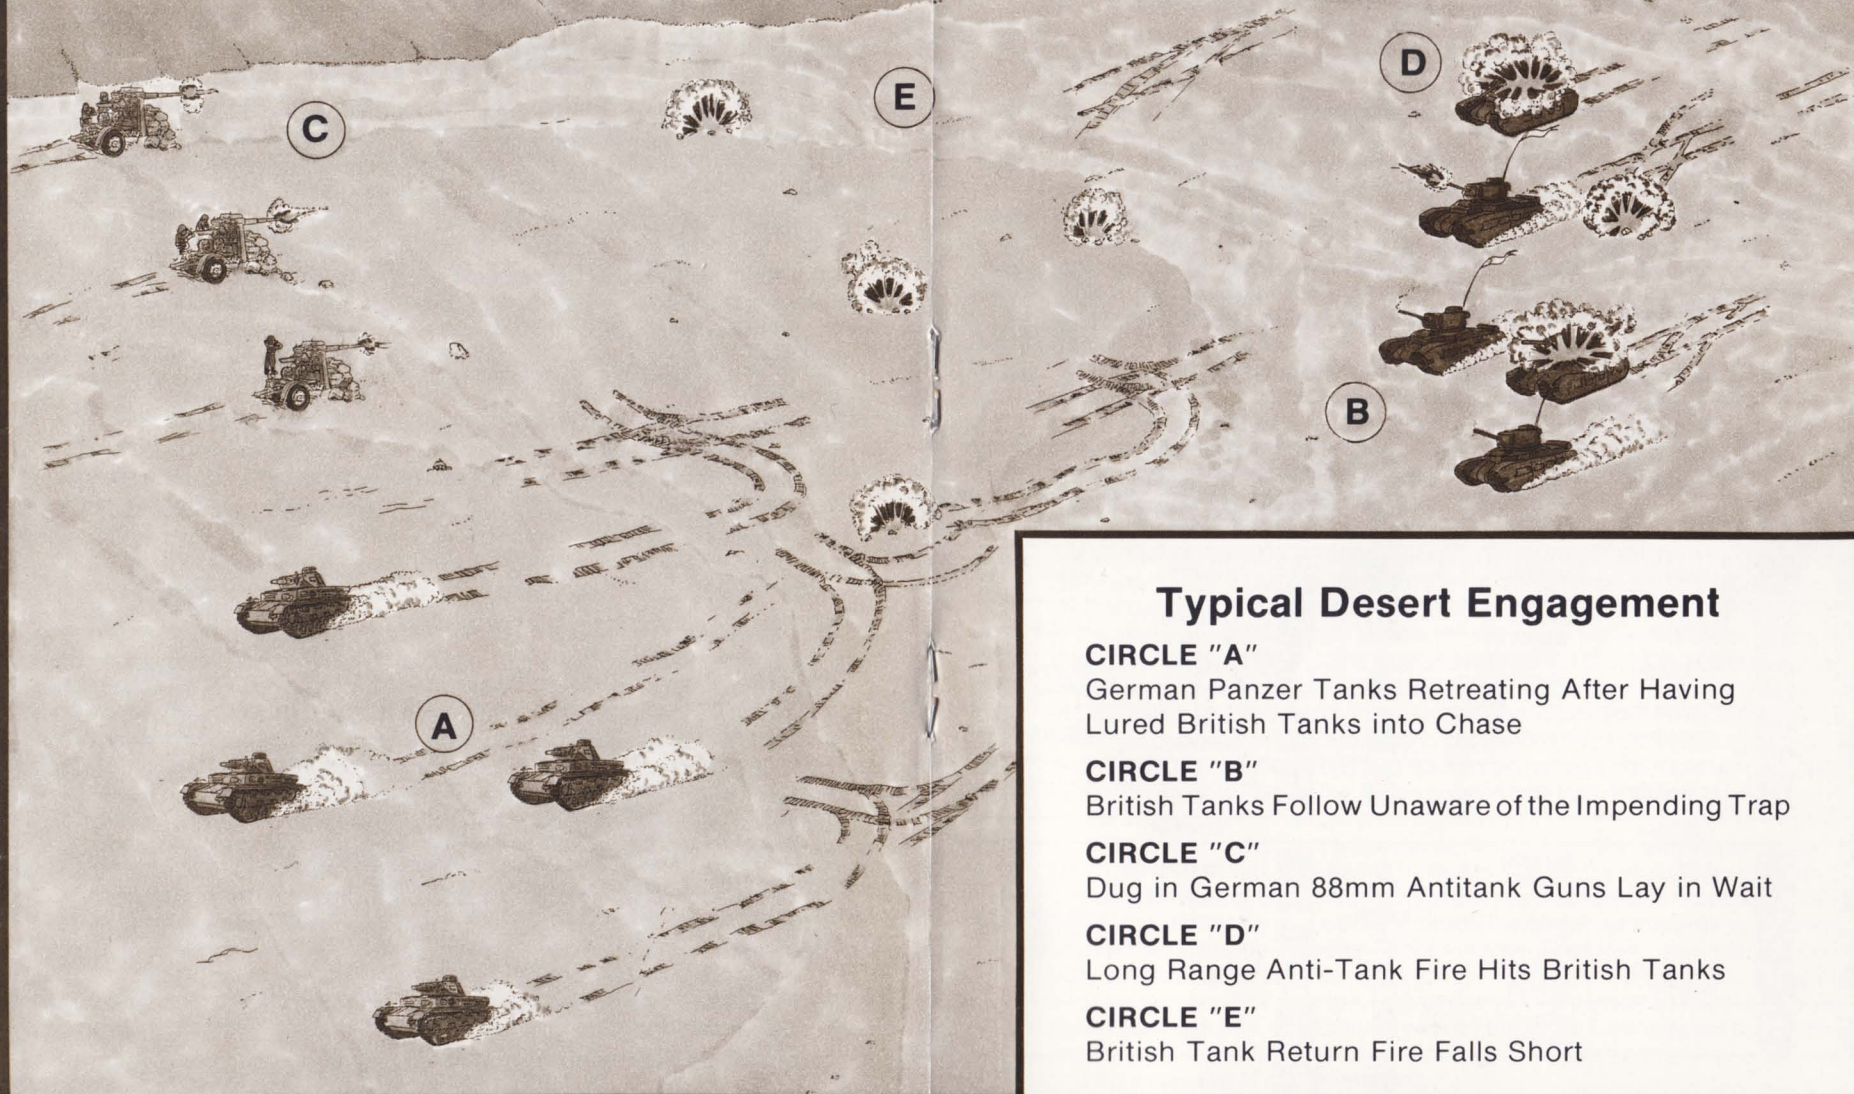 C
E
D
B
A
Typical Desert Engagement
CIRCLE "A"
German Panzer Tanks Retreating After Having
Lured British Tanks into Chase
CIRCLE "B"
British Tanks Follow Unaware of the Impending Trap
CIRCLE "C"
Dug in German 88mm Antitank Guns Lay in Wait
CIRCLE "D"
Long Range Anti-Tank Fire Hits British Tanks
CIRCLE "E"
British Tank Return Fire Falls Short